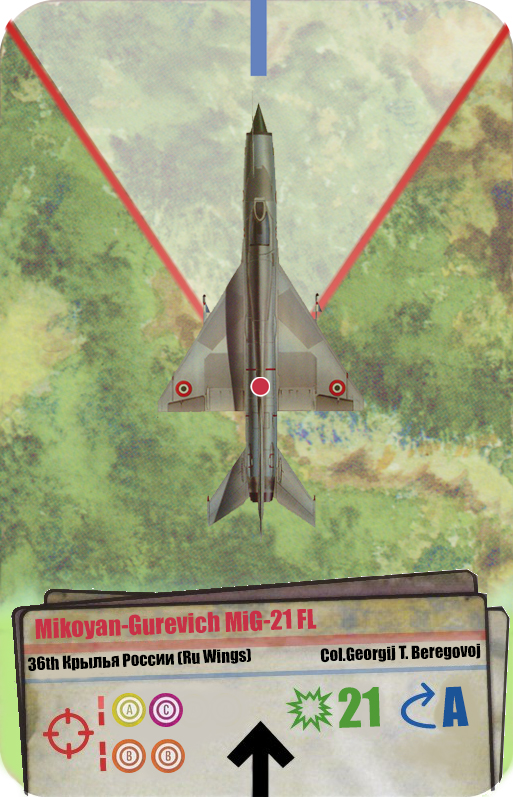 Mikoyan-Gurevich MiG-21 FL
36th Крылья России (Ru Wings) Col.Georgij T. Beregovoj
A C 21 A
B B